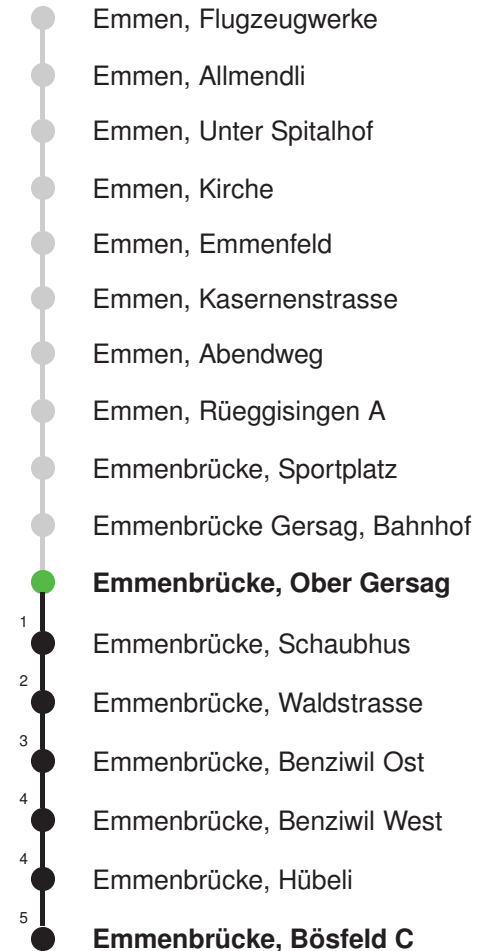 Emmen, Flugzeugwerke
Emmen, Allmendli
Emmen, Unter Spitalhof
Emmen, Kirche
Emmen, Emmenfeld
Emmen, Kasernenstrasse
Emmen, Abendweg
Emmen, Rüeggisingen A
Emmenbrücke, Sportplatz
Emmenbrücke Gersag, Bahnhof
Emmenbrücke, Ober Gersag
1 Emmenbrücke, Schaubhus
2 Emmenbrücke, Waldstrasse
3 Emmenbrücke, Benziwil Ost
4 Emmenbrücke, Benziwil West
4 Emmenbrücke, Hübeli
5 Emmenbrücke, Bösfeld C